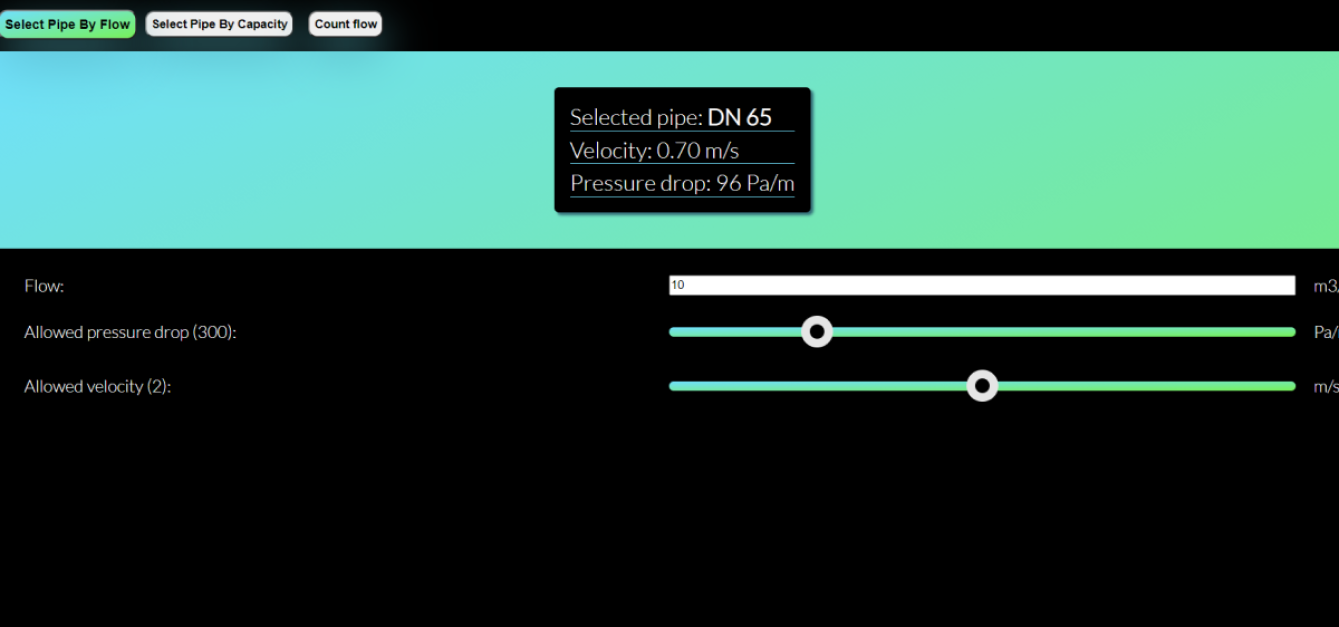 Select Pipe By Flow Select Pipe By Capacity Count flow
Selected pipe: DN 65
Velocity: 0.70 m/s
Pressure drop: 96 Pa/m
Flow: 10 m3/
Allowed pressure drop (300): Pa/
Allowed velocity (2): m/s